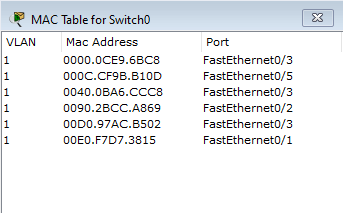 MAC Table for Switch0
VLAN Mac Address Port
1 0000.0CE9.6BC8 FastEthernet0/3
1 000C.CF9B.B10D FastEthernet0/5
1 0040.0BA6.CCC8 FastEthernet0/3
1 0090.2BCC.A869 FastEthernet0/2
1 00D0.97AC.B502 FastEthernet0/3
1 00E0.F7D7.3815 FastEthernet0/1